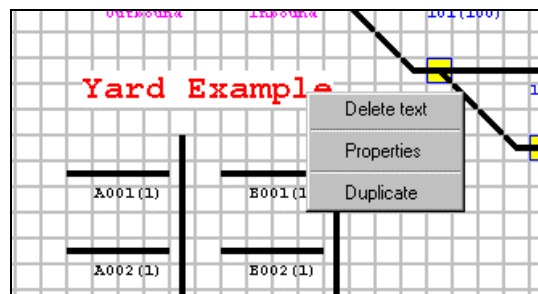 Outbound Inbound 101(100)
Yard Example
Delete text
Properties
Duplicate
A001(1) B001(1
A002(1) B002(1)